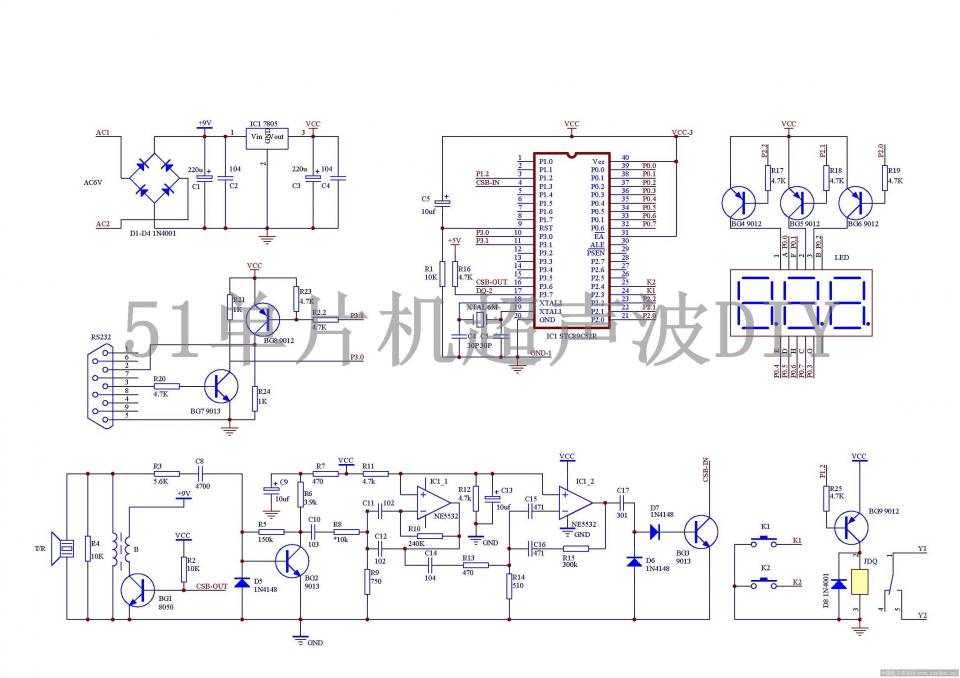 AC1
AC6V
AC2
D1-D4 1N4001
+9V
220u
C1
104
C2
1
IC1 7805
Vin Vout
GND
2
3
VCC
220u
C3
104
C4
VCC
VCC-3
C5
10uf
P1.2
CSB-IN
P3.0
P3.1
+5V
R1
10K
R16
4.7K
CSB-OUT
DQ-2
XTAL6M
C4
30P30P
GND-1
1 P1.0
2 P1.1
3 P1.2
4 P1.3
5 P1.4
6 P1.5
7 P1.6
8 P1.7
9 RST
10 P3.0
11 P3.1
12 P3.2
13 P3.3
14 P3.4
15 P3.5
16 P3.6
17 P3.7
18 XTAL2
19 XTAL1
20 GND
Vcc 40
P0.0 39 P0.0
P0.1 38 P0.1
P0.2 37 P0.2
P0.3 36 P0.3
P0.4 35 P0.4
P0.5 34 P0.5
P0.1 33 P0.6
P0.6 32 P0.7
EA 31
ALE 30
PSEN 29
P2.7 28
P2.6 27
P2.5 26
P2.4 25 K2
P2.3 24 K1
P2.2 23 P2.2
P2.1 22 P2.1
P2.0 21 P2.0
IC1 STC89C52R
VCC
P2.2
R17
4.7K
P2.1
R18
4.7K
P2.0
R19
4.7K
BG4 9012
BG5 9012
BG6 9012
1 A P0.0
F P0.1
2
3
B P0.2
LED
E P0.4
D P0.5
H P0.6
C P0.7
G P0.3
51单片机超声波DIY
VCC
R21
1K
R23
4.7K
R2.2
4.7K
P3.1
BG8 9012
P3.0
RS232
1
6
2
7
3
8
4
9
5
R20
4.7K
BG7 9013
R24
1K
T/R
R4
10K
R3
5.6K
C8
4700
+9V
B
VCC
R2
10K
CSB-OUT
BG1
8050
R5
150k
D5
1N4148
C9
10uf
R6
3.9k
BG2
9013
GND
C10
103
R7
470
VCC
R8
*10k
R11
4.7k
C11
102
C12
102
R9
750
IC1_1
NE5532
R10
240K
C14
104
R12
4.7k
C13
10uf
GND
R13
470
R14
510
VCC
IC1_2
NE5532
GND
C15
471
C16
471
R15
300k
C17
301
D7
1N4148
D6
1N4148
CSB-IN
BG3
9013
K1
K1
K2
K2
P1.2
R25
4.7K
VCC
BG9 9012
D8 1N4001
JDQ
3
4
5
Y1
Y2